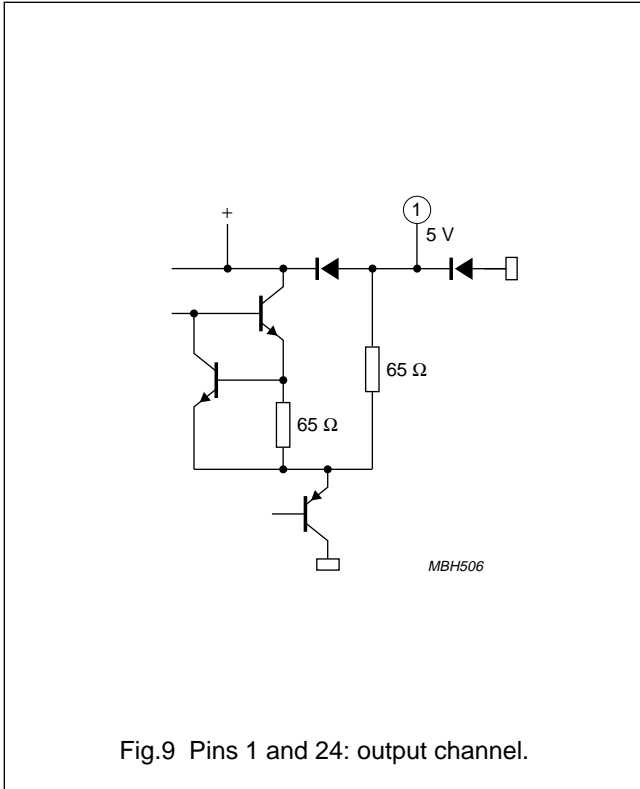 +
1
5 V
65 Ω
65 Ω
MBH506
Fig.9 Pins 1 and 24: output channel.